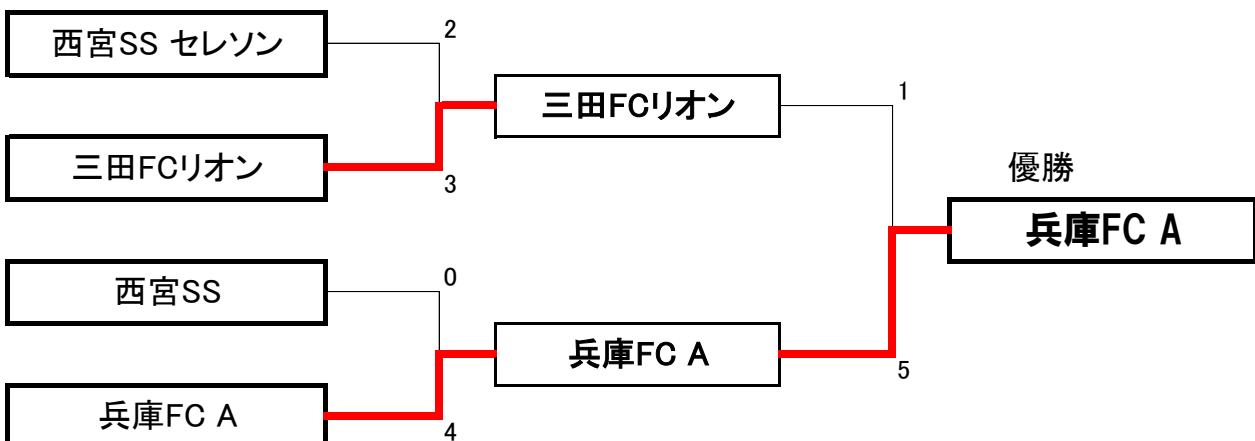 西宮SS セレソン
2
三田FCリオン
3
三田FCリオン
1
西宮SS
0
兵庫FC A
4
兵庫FC A
5
優勝
兵庫FC A